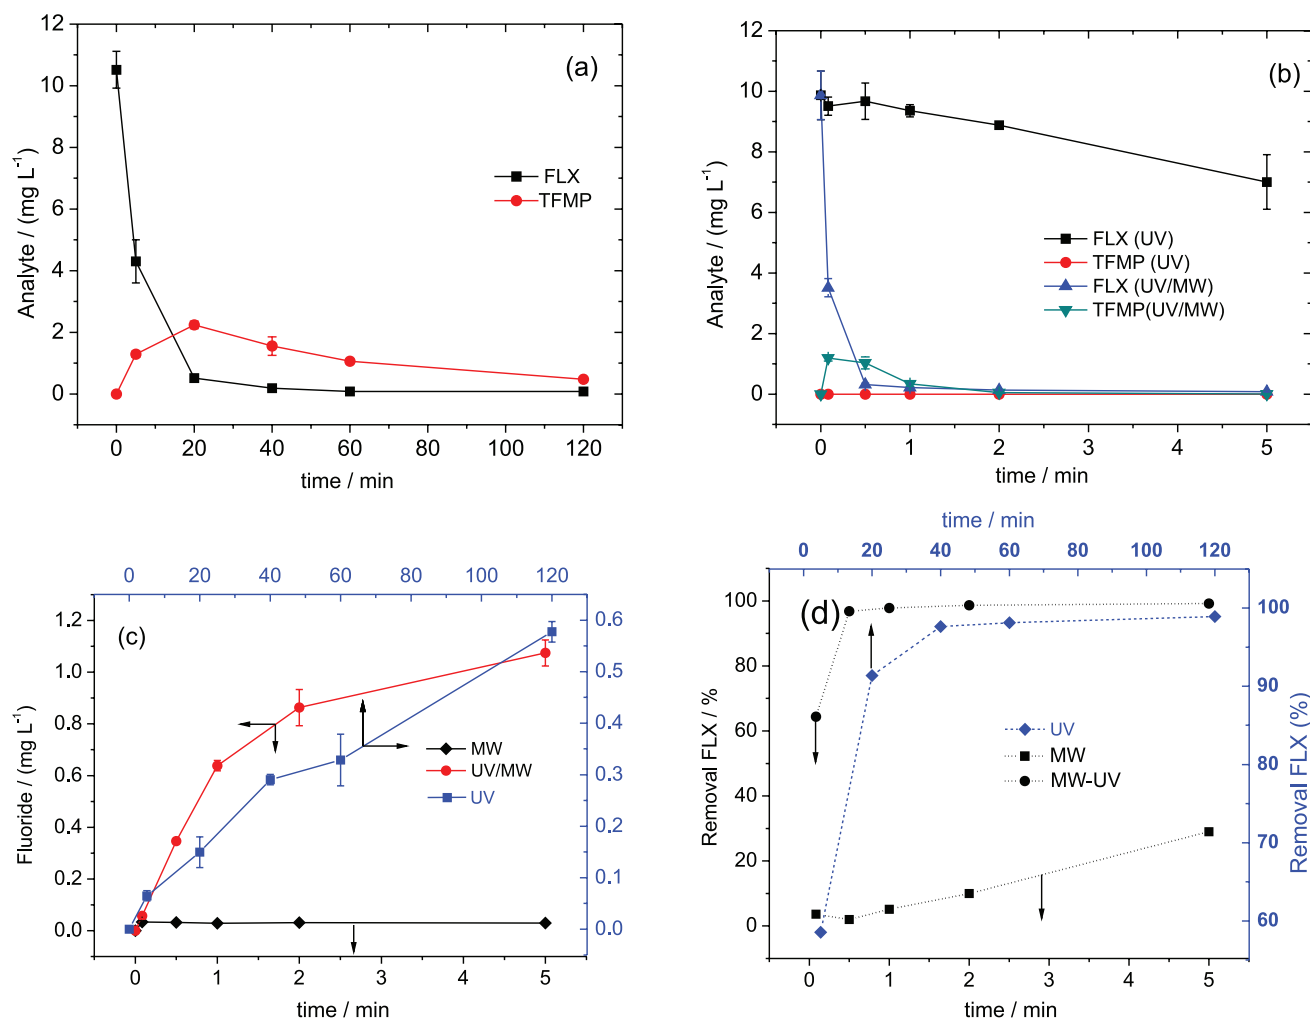 12
10
8
6
4
2
0
Analyte / (mg L⁻¹)
(a)
FLX
TFMP
0 20 40 60 80 100 120
time / min
12
10
8
6
4
2
0
Analyte / (mg L⁻¹)
(b)
FLX (UV)
TFMP (UV)
FLX (UV/MW)
TFMP(UV/MW)
0 1 2 3 4 5
time / min
0 20 40 60 80 100 120
1.2
1.0
0.8
0.6
0.4
0.2
0.0
Fluoride / (mg L⁻¹)
(c)
MW
UV/MW
UV
0.6
0.5
0.4
0.3
0.2
0.1
0.0
0 1 2 3 4 5
time / min
time / min
0 20 40 60 80 100 120
100
80
60
40
20
0
Removal FLX / %
(d)
UV
MW
MW-UV
100
90
80
70
60
Removal FLX (%)
0 1 2 3 4 5
time / min